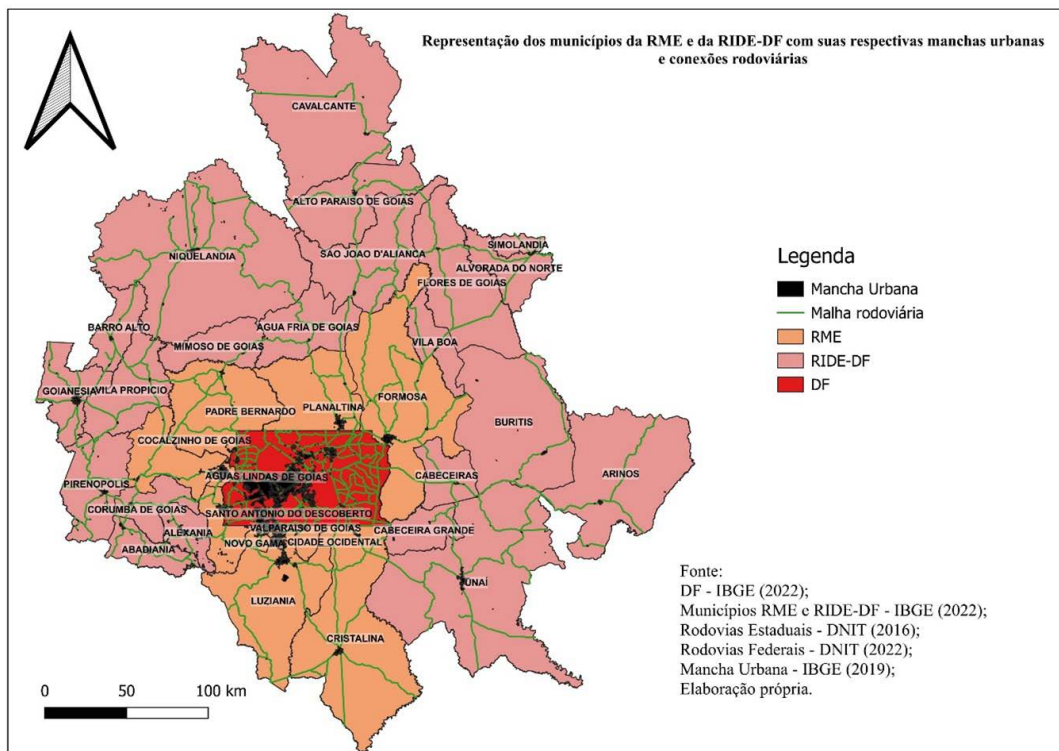 Representação dos municípios da RME e da RIDE-DF com suas respectivas manchas urbanas
e conexões rodoviárias
CAVALCANTE
ALTO PARAISO DE GOIAS
SIMOLANDIA
NIQUELANDIA
SAO JOAO D'ALIANCA
ALVORADA DO NORTE
FLORES DE GOIAS
BARRO ALTO
AGUA FRIA DE GOIAS
MIMOSO DE GOIAS
VILA BOA
GOIANESIA
VILA PROPICIO
PADRE BERNARDO
PLANALTINA
FORMOSA
BURITIS
COCALZINHO DE GOIAS
AGUAS LINDAS DE GOIAS
CABECEIRAS
ARINOS
PIRENOPOLIS
CORUMBA DE GOIAS
SANTO ANTONIO DO DESCOBERTO
ALEXANIA
VALPARAISO DE GOIAS
CABECEIRA GRANDE
ABADIANIA
NOVO GAMA
CIDADE OCIDENTAL
UNAÍ
LUZIANIA
CRISTALINA
Legenda
Mancha Urbana
Malha rodoviária
RME
RIDE-DF
DF
Fonte:
DF - IBGE (2022);
Municípios RME e RIDE-DF - IBGE (2022);
Rodovias Estaduais - DNIT (2016);
Rodovias Federais - DNIT (2022);
Mancha Urbana - IBGE (2019);
Elaboração própria.
0 50 100 km